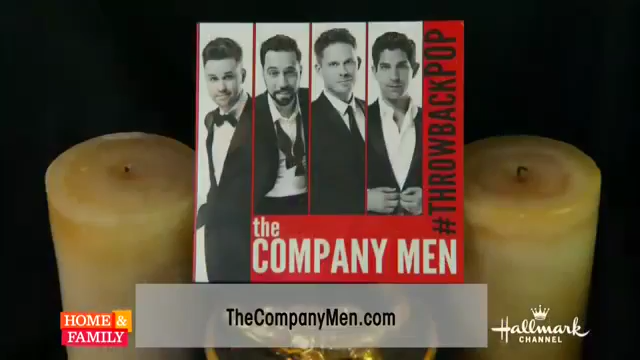 #THROWBACKPOP
the
COMPANY MEN
TheCompanyMen.com
HOME &
FAMILY
Hallmark
CHANNEL